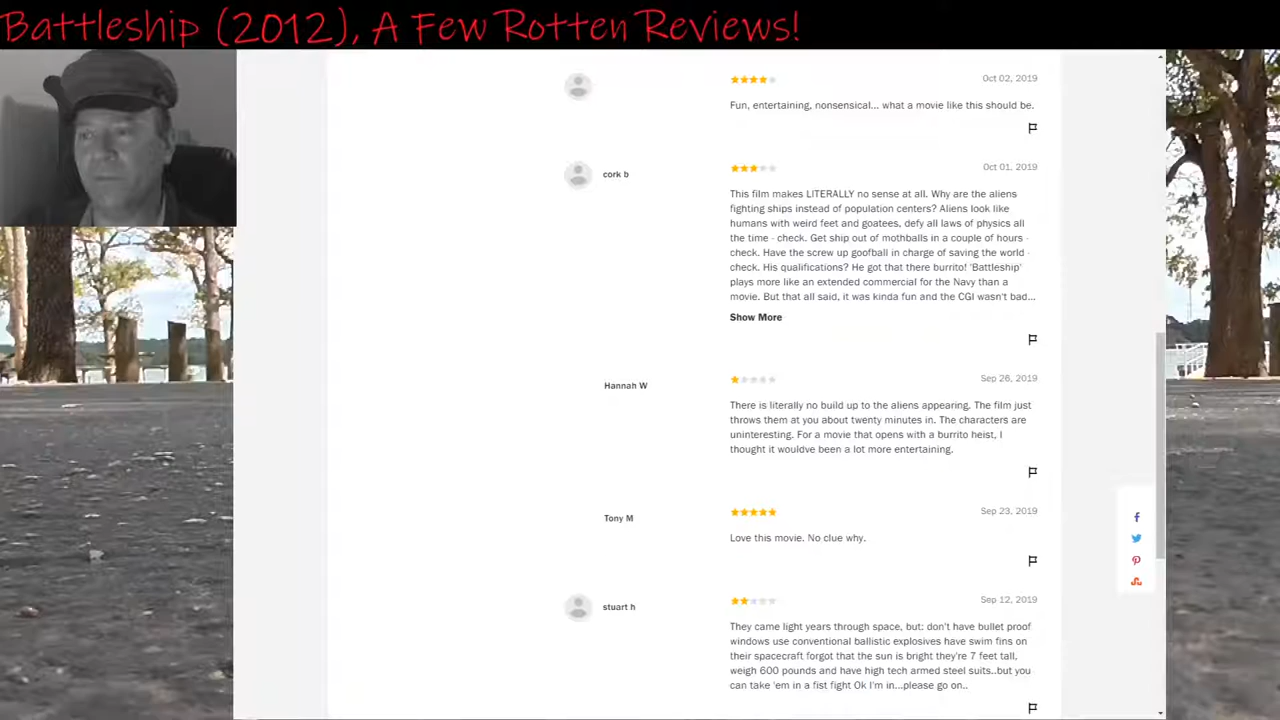 Battleship (2012), A Few Rotten Reviews!
Oct 02, 2019
Fun, entertaining, nonsensical... what a movie like this should be.
cork b
Oct 01, 2019
This film makes LITERALLY no sense at all. Why are the aliens
fighting ships instead of population centers? Aliens look like
humans with weird feet and goatees, defy all laws of physics all
the time - check. Get ship out of mothballs in a couple of hours -
check. Have the screw up goofball in charge of saving the world -
check. His qualifications? He got that there burrito! 'Battleship'
plays more like an extended commercial for the Navy than a
movie. But that all said, it was kinda fun and the CGI wasn't bad...
Show More
Hannah W
Sep 26, 2019
There is literally no build up to the aliens appearing, The film just
throws them at you about twenty minutes in. The characters are
uninteresting. For a movie that opens with a burrito heist, I
thought it wouldve been a lot more entertaining.
Tony M
Sep 23, 2019
Love this movie. No clue why.
stuart h
Sep 12, 2019
They came light years through space, but: don't have bullet proof
windows use conventional ballistic explosives have swim fins on
their spacecraft forgot that the sun is bright they're 7 feet tall,
weigh 600 pounds and have high tech armed steel suits..but you
can take 'em in a fist fight Ok I'm in...please go on..